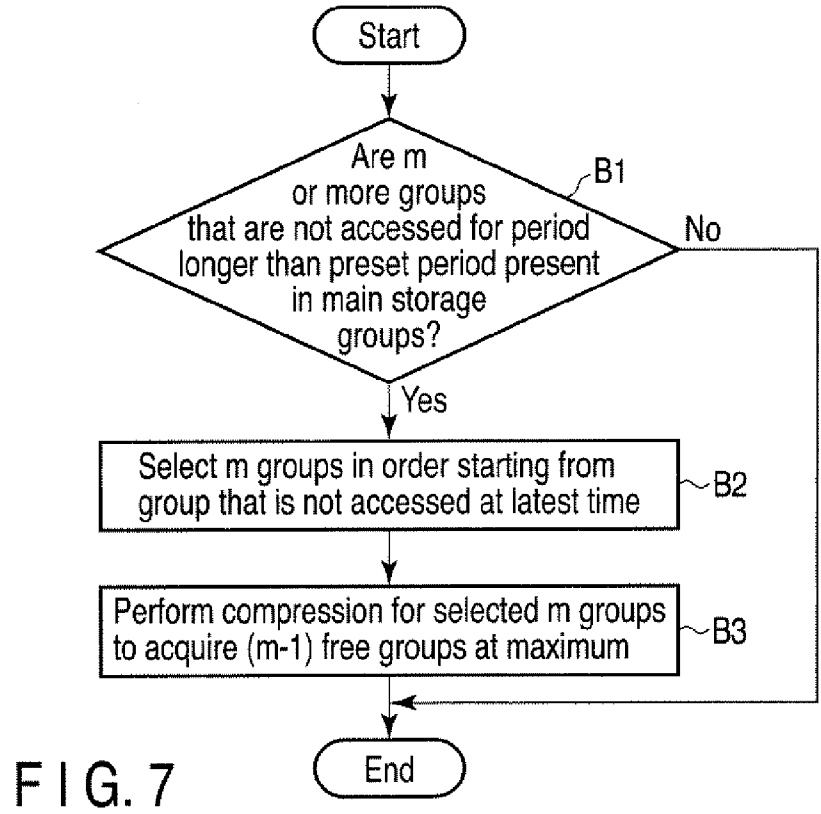 Start
Are m
or more groups
that are not accessed for period
longer than preset period present
in main storage
groups?
B1
No
Yes
Select m groups in order starting from
group that is not accessed at latest time
B2
Perform compression for selected m groups
to acquire (m-1) free groups at maximum
B3
End
FIG. 7